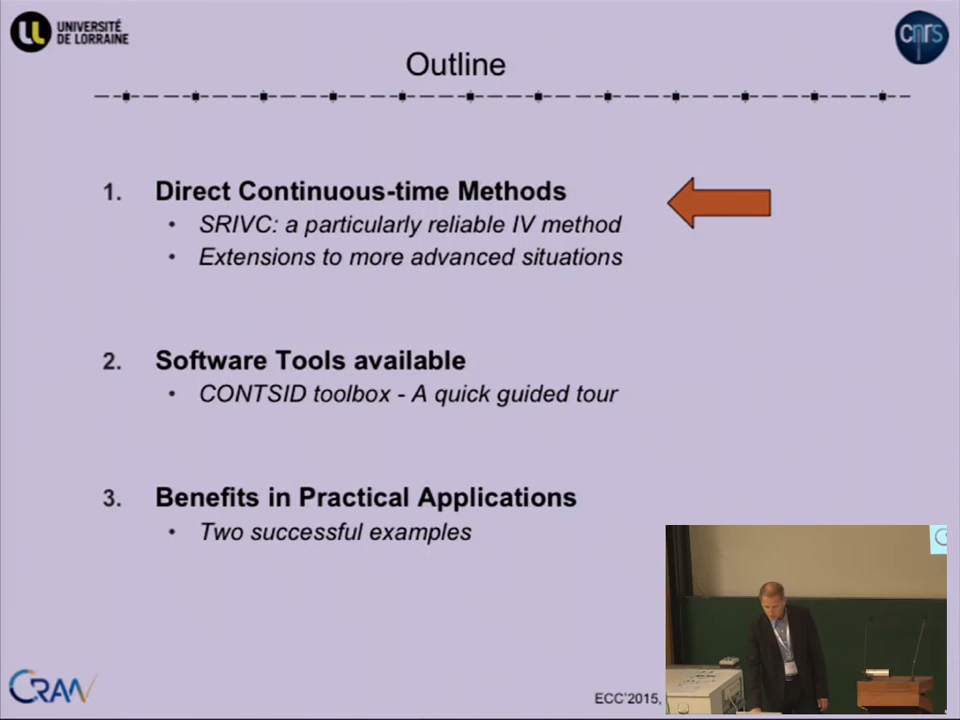 UNIVERSITÉ
DE LORRAINE
cnrs
Outline
1. Direct Continuous-time Methods
• SRIVC: a particularly reliable IV method
• Extensions to more advanced situations
2. Software Tools available
• CONTSID toolbox - A quick guided tour
3. Benefits in Practical Applications
• Two successful examples
CRAN
ECC'2015,